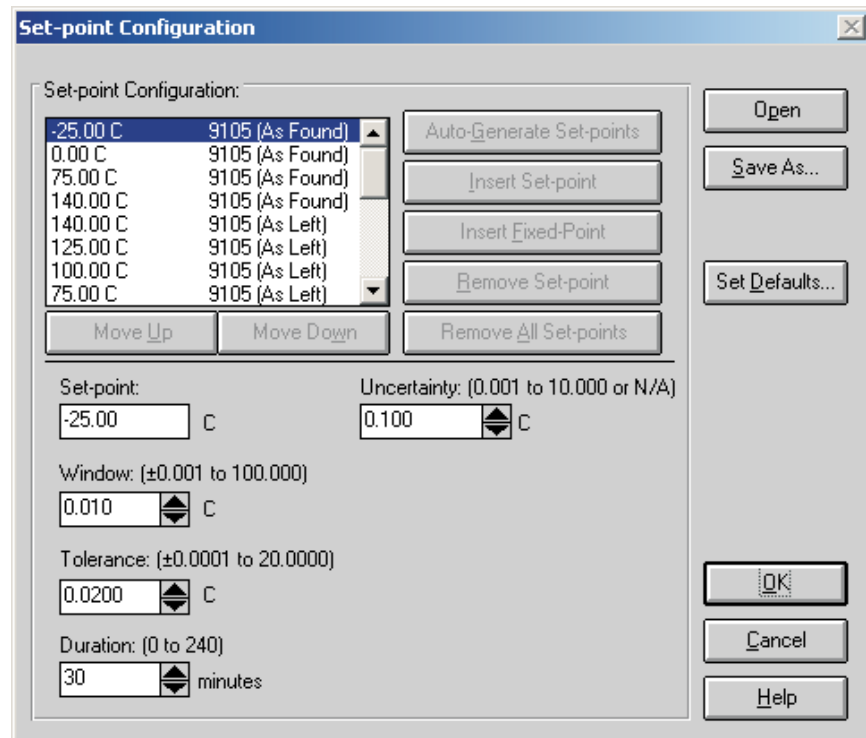 Set-point Configuration
Set-point Configuration:
-25.00 C 9105 (As Found)
0.00 C 9105 (As Found)
75.00 C 9105 (As Found)
140.00 C 9105 (As Found)
140.00 C 9105 (As Left)
125.00 C 9105 (As Left)
100.00 C 9105 (As Left)
75.00 C 9105 (As Left)
Move Up Move Down
Auto-Generate Set-points
Insert Set-point
Insert Fixed-Point
Remove Set-point
Remove All Set-points
Set-point:
-25.00 C
Uncertainty: (0.001 to 10.000 or N/A)
0.100 C
Window: (±0.001 to 100.000)
0.010 C
Tolerance: (±0.0001 to 20.0000)
0.0200 C
Duration: (0 to 240)
30 minutes
Open
Save As...
Set Defaults...
OK
Cancel
Help